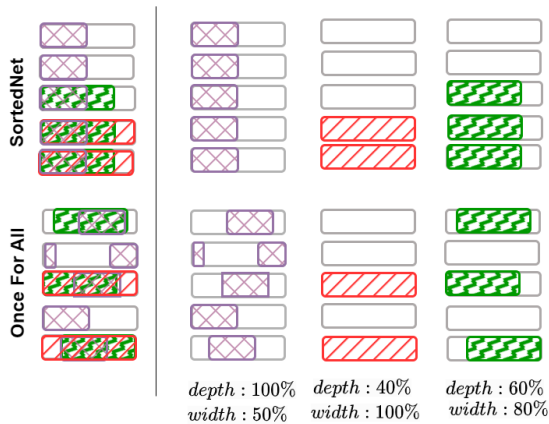 SortedNet
Once For All
depth : 100%
width : 50%
depth : 40%
width : 100%
depth : 60%
width : 80%